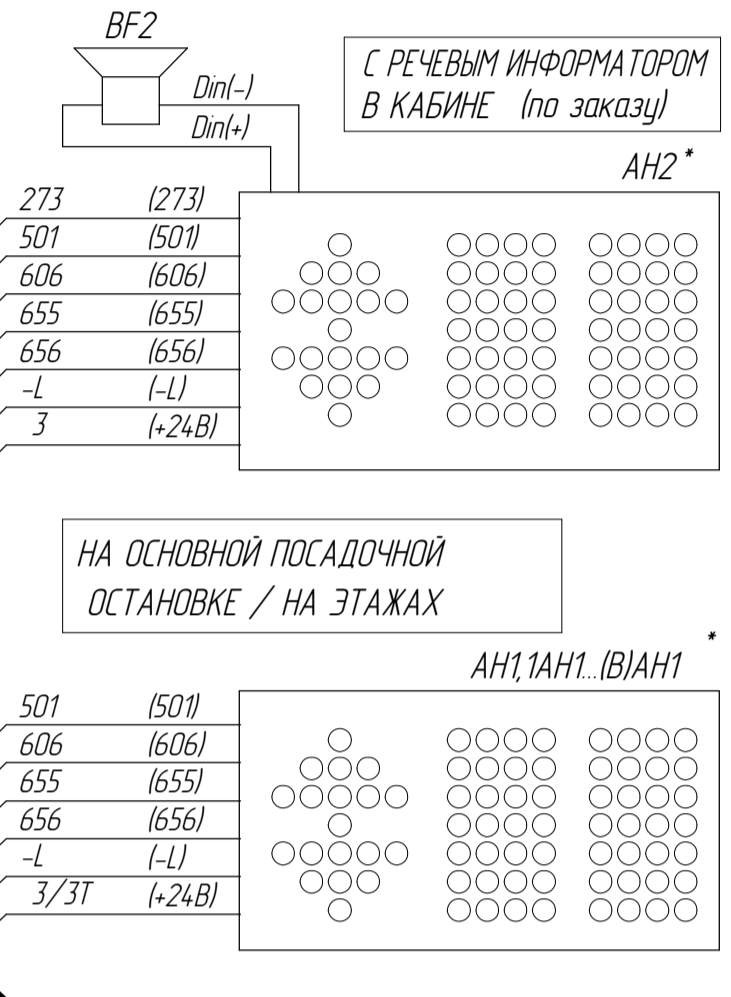 BF2
Din(-)
Din(+)
С РЕЧЕВЫМ ИНФОРМАТОРОМ
В КАБИНЕ (по заказу)
АН2*
273 (273)
501 (501)
606 (606)
655 (655)
656 (656)
-L (-L)
3 (+24В)
НА ОСНОВНОЙ ПОСАДОЧНОЙ
ОСТАНОВКЕ / НА ЭТАЖАХ
*
АН1,1АН1...(В)АН1
501 (501)
606 (606)
655 (655)
656 (656)
-L (-L)
3/3Т (+24В)